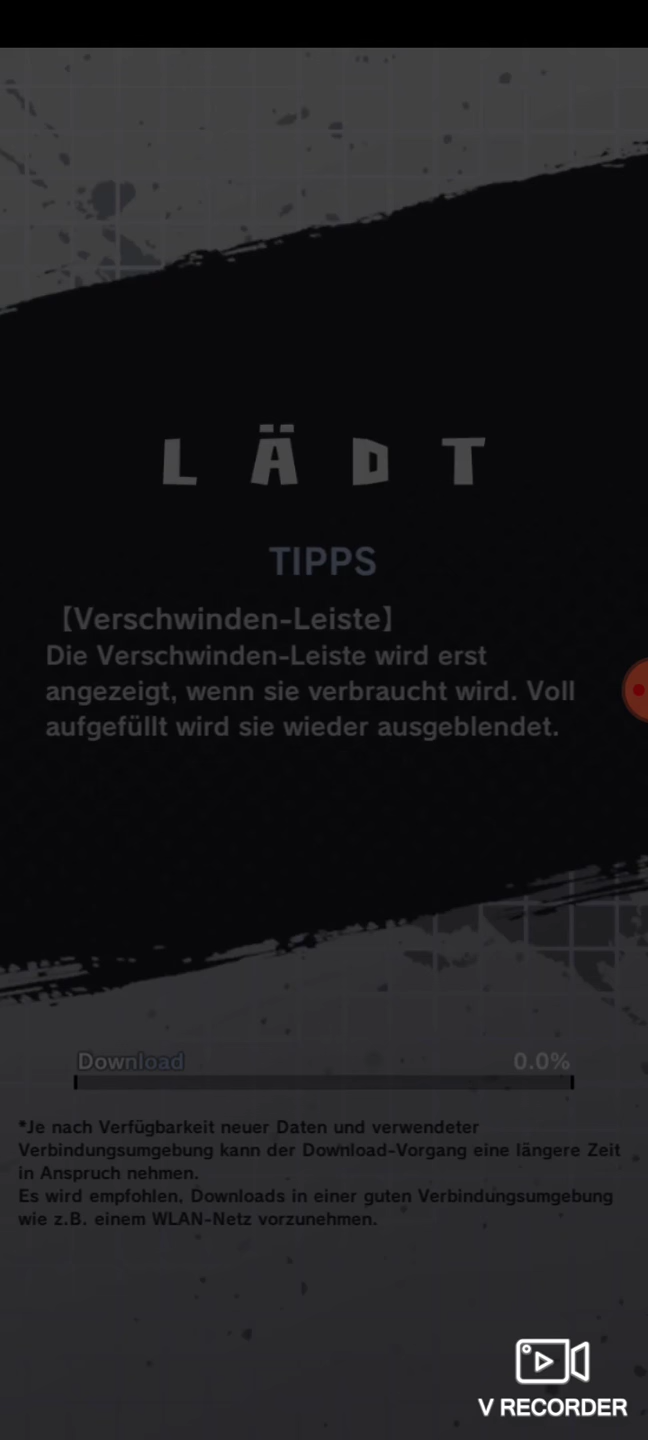 LÄDT
TIPPS
【Verschwinden-Leiste】
Die Verschwinden-Leiste wird erst
angezeigt, wenn sie verbraucht wird. Voll
aufgefüllt wird sie wieder ausgeblendet.
Download 0.0%
*Je nach Verfügbarkeit neuer Daten und verwendeter
Verbindungsumgebung kann der Download-Vorgang eine längere Zeit
in Anspruch nehmen.
Es wird empfohlen, Downloads in einer guten Verbindungsumgebung
wie z.B. einem WLAN-Netz vorzunehmen.
V RECORDER